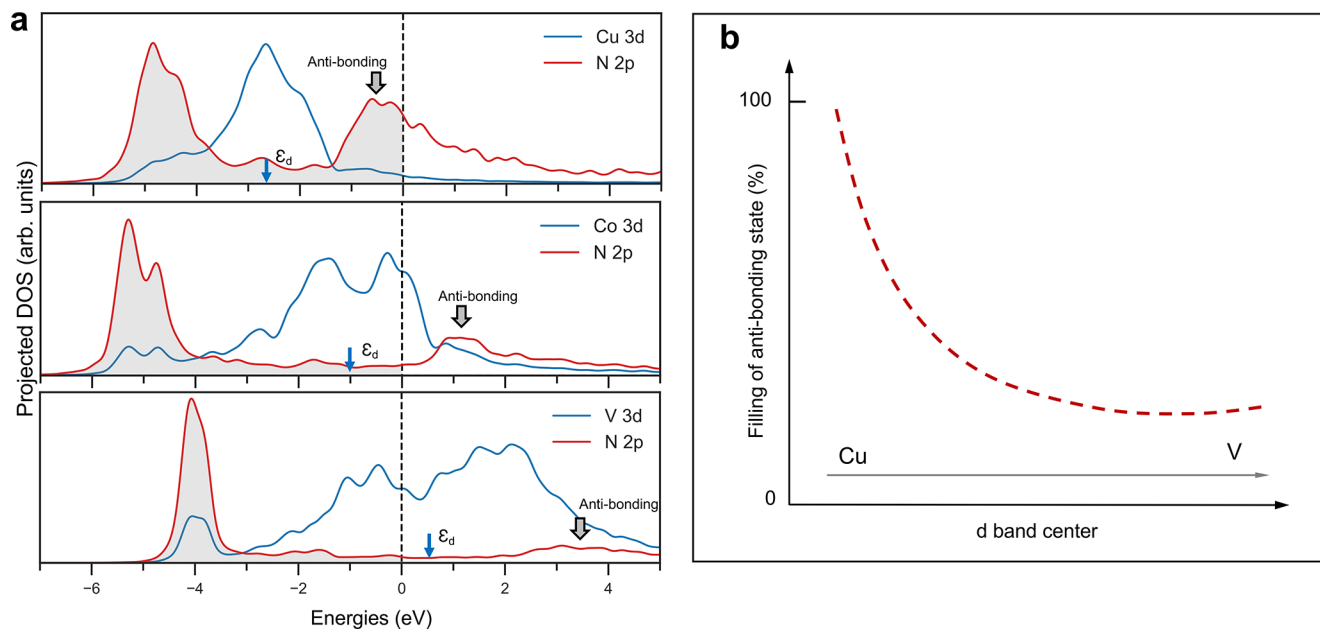 a
Projected DOS (arb. units)
Cu 3d
N 2p
Anti-bonding
εd
Co 3d
N 2p
Anti-bonding
εd
V 3d
N 2p
Anti-bonding
εd
−6 −4 −2 0 2 4
Energies (eV)
b
Filling of anti-bonding state (%)
100
0
Cu
V
d band center